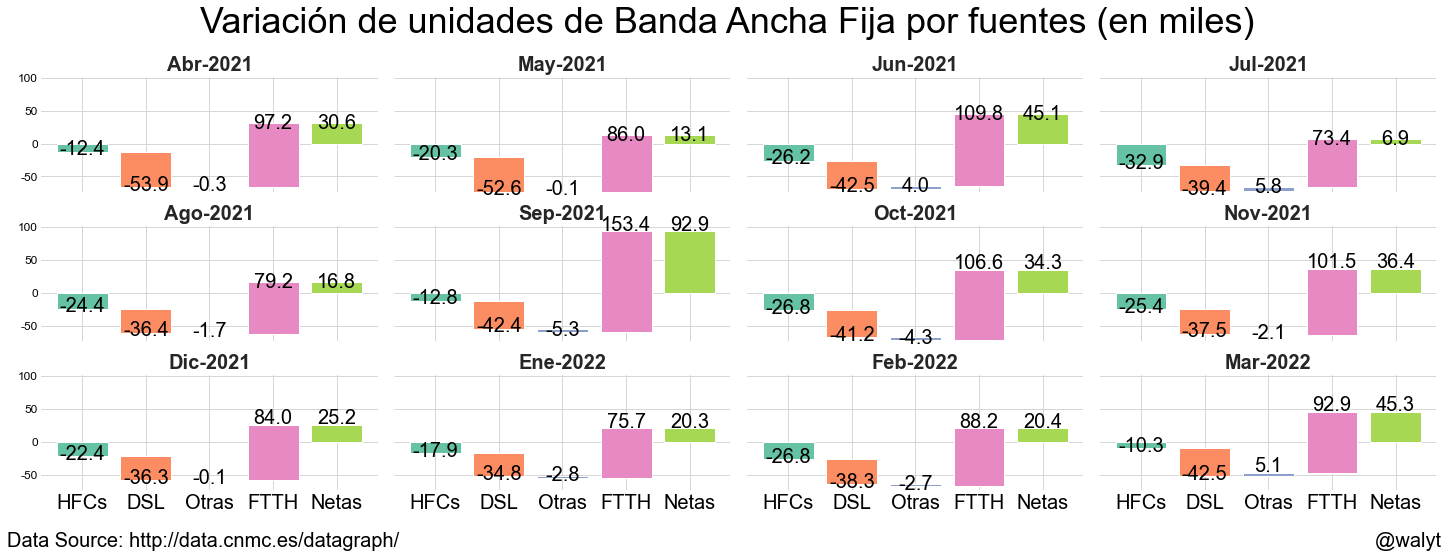 Variación de unidades de Banda Ancha Fija por fuentes (en miles)
Abr-2021 May-2021 Jun-2021 Jul-2021
100
50
0
-50
-12.4 -53.9 -0.3 97.2 30.6
-20.3 -52.6 -0.1 86.0 13.1
-26.2 -42.5 4.0 109.8 45.1
-32.9 -39.4 5.8 73.4 6.9
Ago-2021 Sep-2021 Oct-2021 Nov-2021
100
50
0
-50
-24.4 -36.4 -1.7 79.2 16.8
-12.8 -42.4 -5.3 153.4 92.9
-26.8 -41.2 -4.3 106.6 34.3
-25.4 -37.5 -2.1 101.5 36.4
Dic-2021 Ene-2022 Feb-2022 Mar-2022
100
50
0
-50
-22.4 -36.3 -0.1 84.0 25.2
-17.9 -34.8 -2.8 75.7 20.3
-26.8 -38.3 -2.7 88.2 20.4
-10.3 -42.5 5.1 92.9 45.3
HFCs DSL Otras FTTH Netas HFCs DSL Otras FTTH Netas HFCs DSL Otras FTTH Netas HFCs DSL Otras FTTH Netas
Data Source: http://data.cnmc.es/datagraph/ @walyt